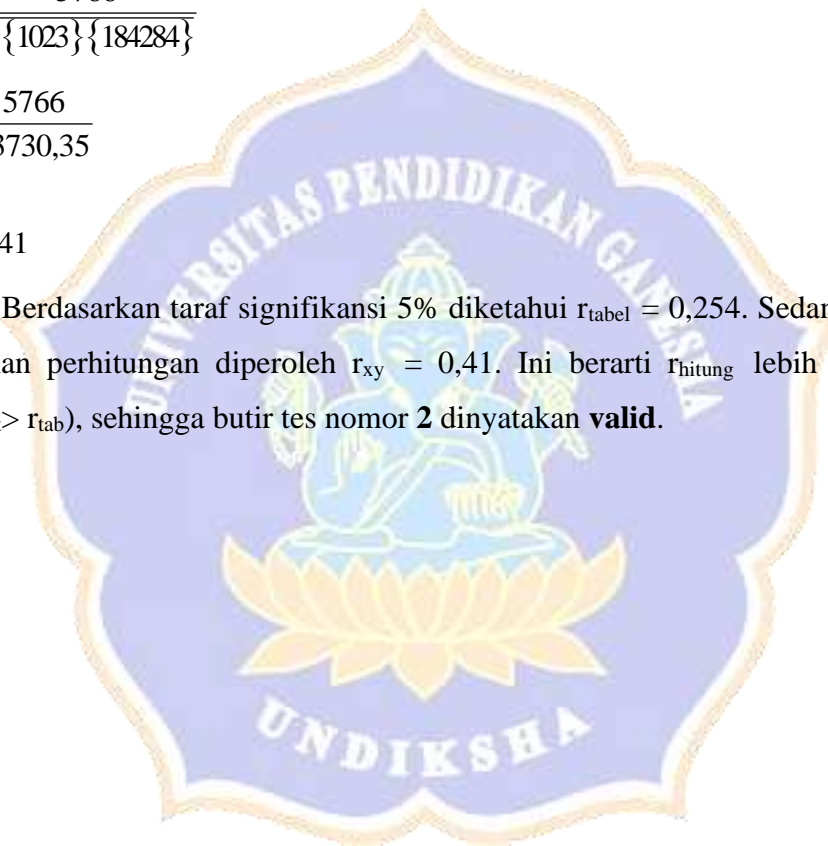 {1023}{184284}
5766
3730,35
41
Berdasarkan taraf signifikansi 5% diketahui rtabel = 0,254. Sedan
an perhitungan diperoleh rxy = 0,41. Ini berarti rhitung lebih
> rtab), sehingga butir tes nomor 2 dinyatakan valid.
UNIVERSITAS PENDIDIKAN GANESHA
UNDIKSHA